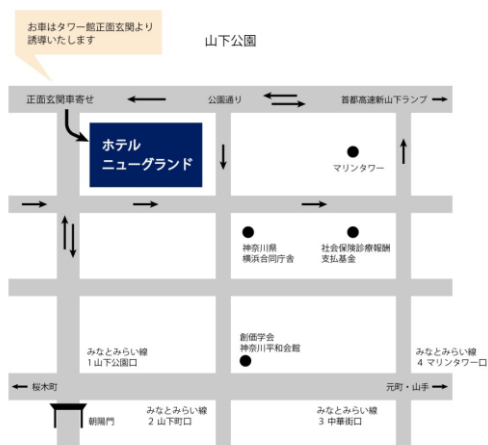 お車はタワー館正面玄関より
誘導いたします
山下公園
正面玄関車寄せ
公園通り
首都高速新山下ランプ
ホテル
ニューグランド
マリンタワー
神奈川県
横浜合同庁舎
社会保険診療報酬
支払基金
創価学会
神奈川平和会館
みなとみらい線
1 山下公園口
みなとみらい線
4 マリンタワー口
桜木町
元町・山手
朝陽門
みなとみらい線
2 山下町口
みなとみらい線
3 中華街口